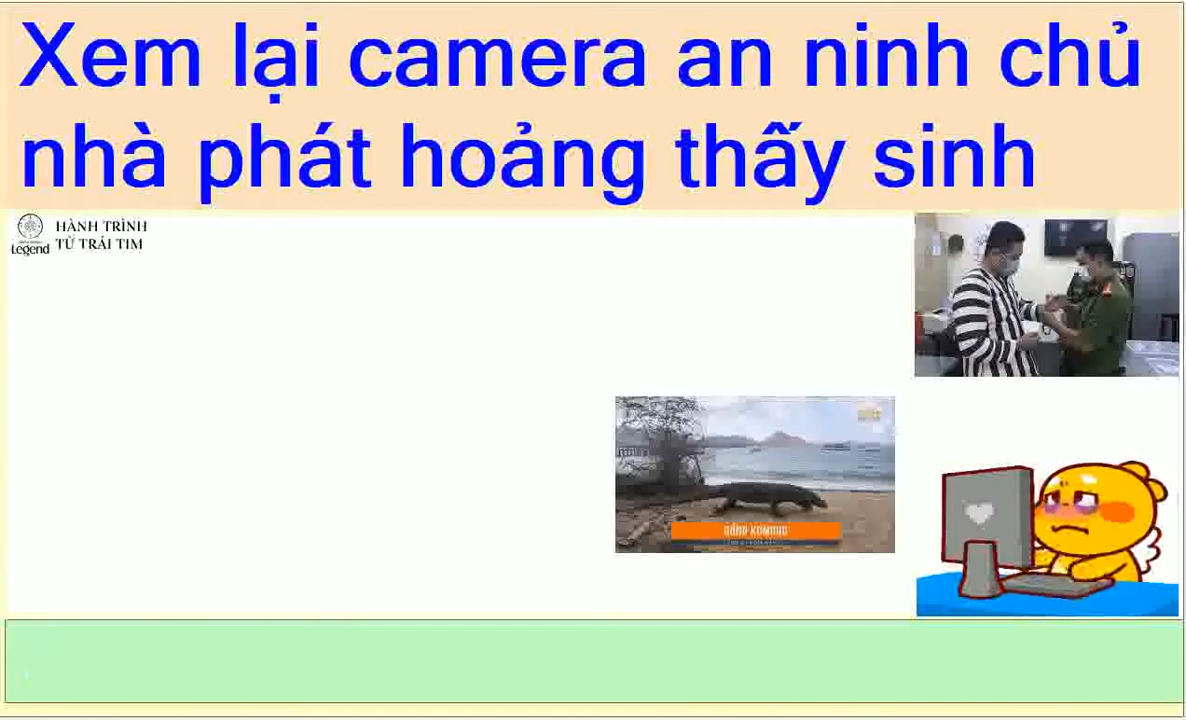 Xem lại camera an ninh chủ
nhà phát hoảng thấy sinh
HÀNH TRÌNH
TỪ TRÁI TIM
Legend